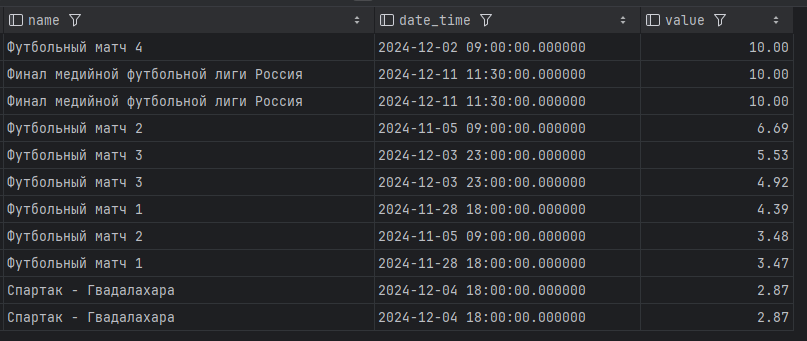 name date_time value
Футбольный матч 4 2024-12-02 09:00:00.000000 10.00
Финал медийной футбольной лиги Россия 2024-12-11 11:30:00.000000 10.00
Финал медийной футбольной лиги Россия 2024-12-11 11:30:00.000000 10.00
Футбольный матч 2 2024-11-05 09:00:00.000000 6.69
Футбольный матч 3 2024-12-03 23:00:00.000000 5.53
Футбольный матч 3 2024-12-03 23:00:00.000000 4.92
Футбольный матч 1 2024-11-28 18:00:00.000000 4.39
Футбольный матч 2 2024-11-05 09:00:00.000000 3.48
Футбольный матч 1 2024-11-28 18:00:00.000000 3.47
Спартак - Гвадалахара 2024-12-04 18:00:00.000000 2.87
Спартак - Гвадалахара 2024-12-04 18:00:00.000000 2.87